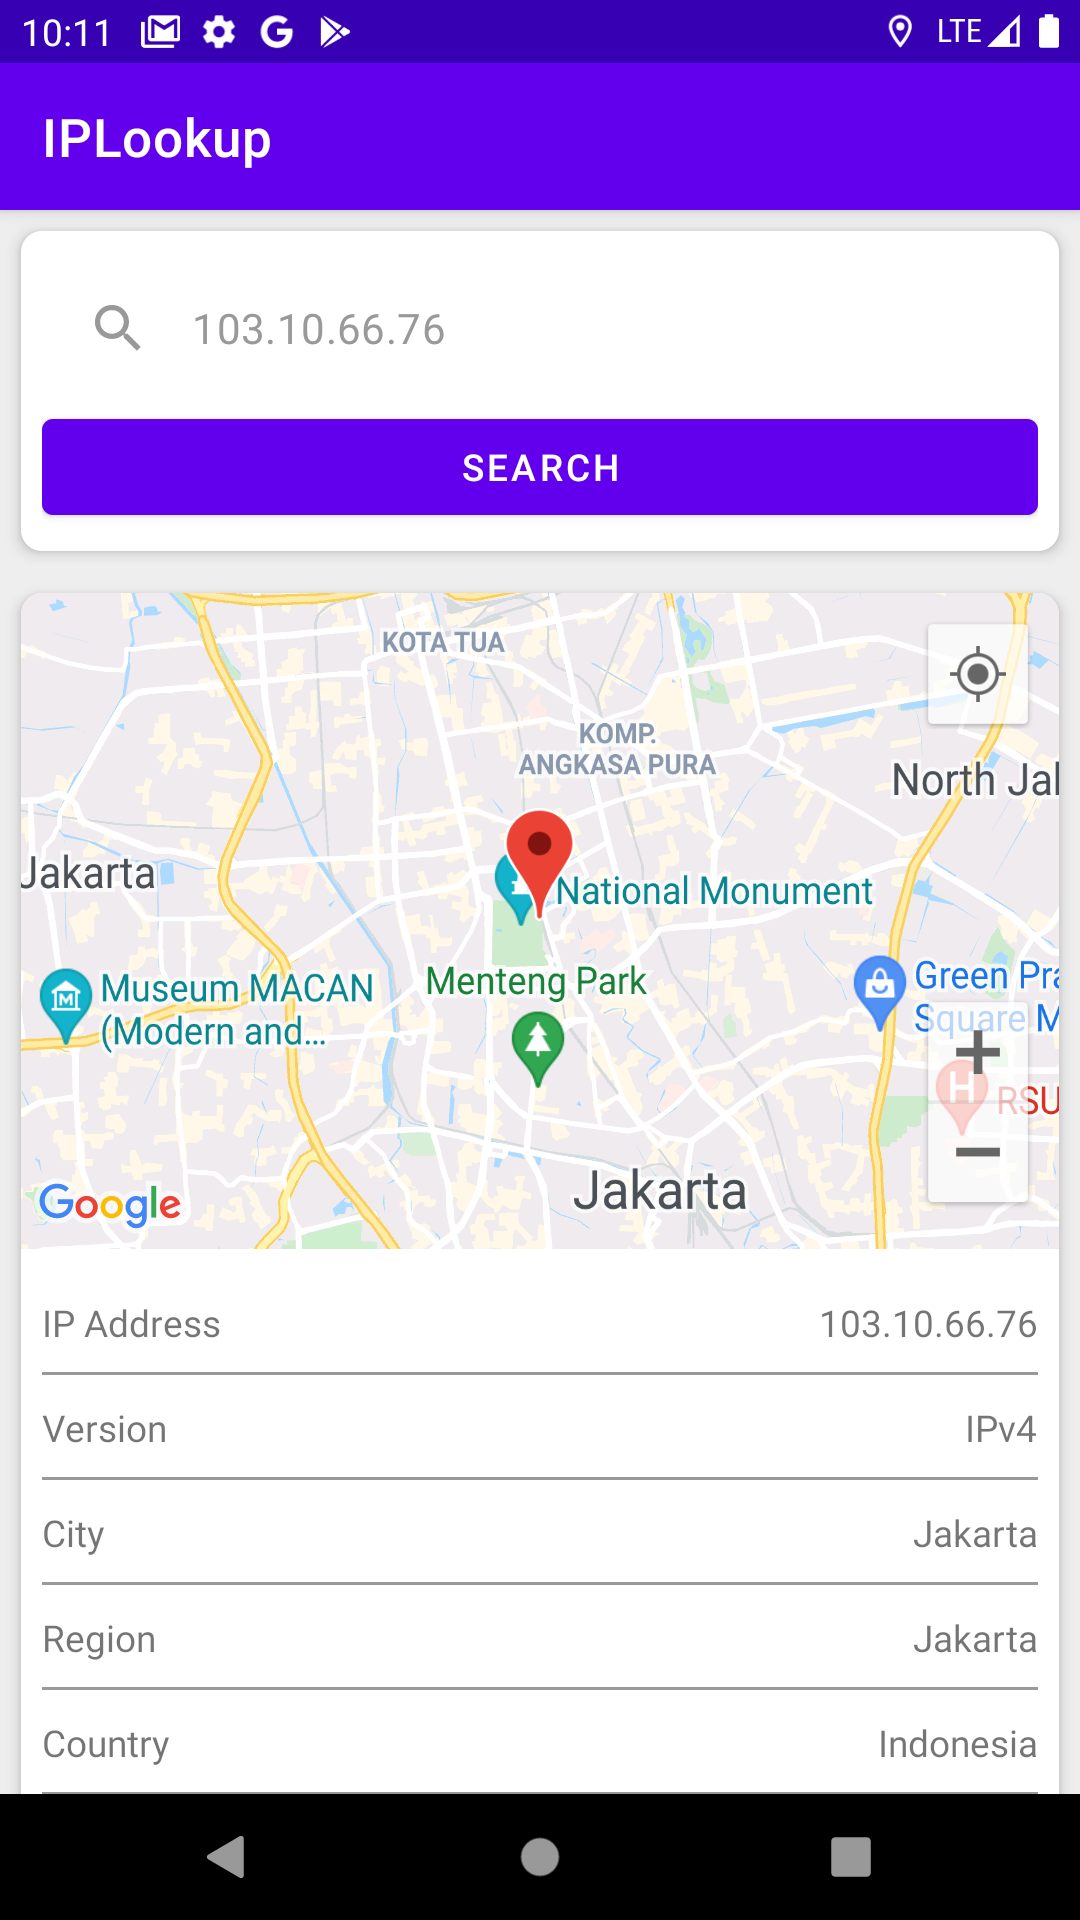 10:11
LTE
IPLookup
103.10.66.76
SEARCH
KOTA TUA
KOMP.
ANGKASA PURA
North Jak
Jakarta
National Monument
Museum MACAN
(Modern and...
Menteng Park
Green Pra
Square M
H
RSU
Jakarta
Google
IP Address 103.10.66.76
Version IPv4
City Jakarta
Region Jakarta
Country Indonesia